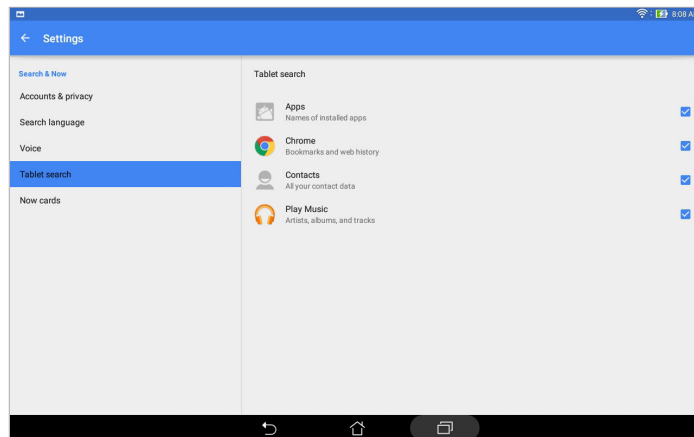 8:08 A
Settings
Search & Now
Accounts & privacy
Search language
Voice
Tablet search
Now cards
Tablet search
Apps
Names of installed apps
Chrome
Bookmarks and web history
Contacts
All your contact data
Play Music
Artists, albums, and tracks